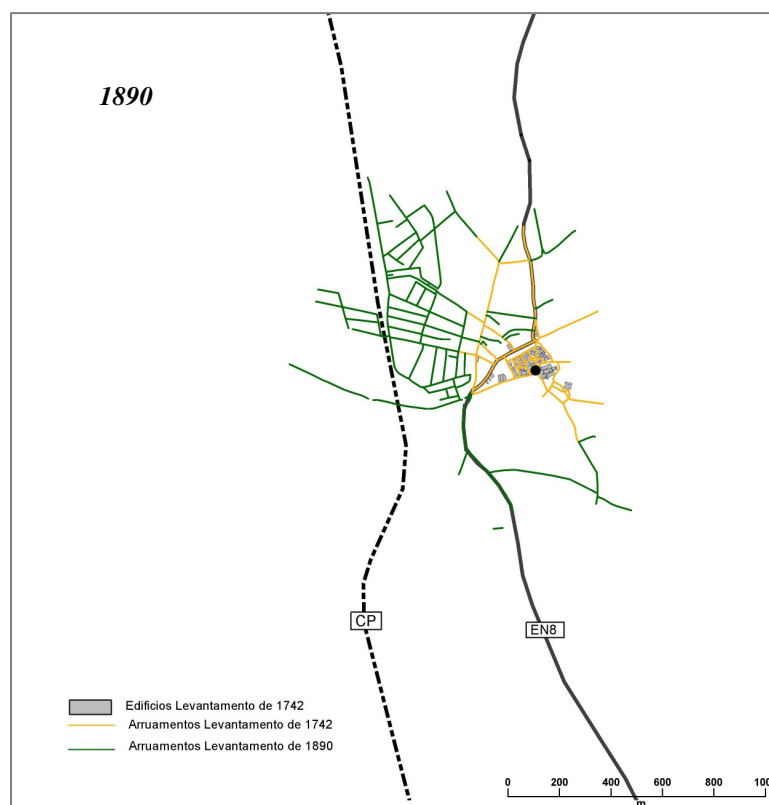 1890
CP
EN8
Edificios Levantamento de 1742
Arruamentos Levantamento de 1742
Arruamentos Levantamento de 1890
0 200 400 600 800 100
m